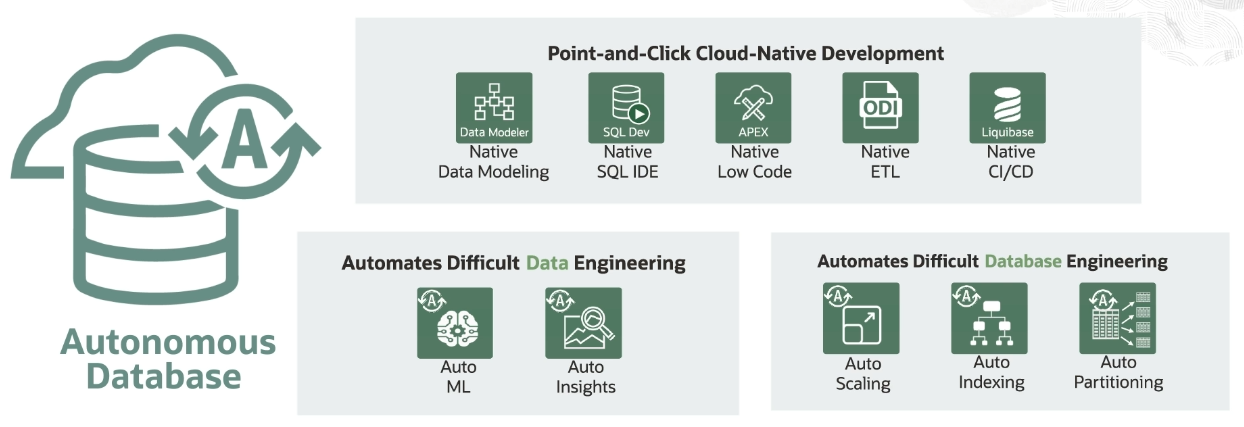 Point-and-Click Cloud-Native Development
A
Data Modeler
SQL Dev
APEX
ODI
Liquibase
Native
Data Modeling
Native
SQL IDE
Native
Low Code
Native
ETL
Native
CI/CD
Autonomous
Database
Automates Difficult Data Engineering
A
A
Auto
ML
Auto
Insights
Automates Difficult Database Engineering
A
A
A
Auto
Scaling
Auto
Indexing
Auto
Partitioning